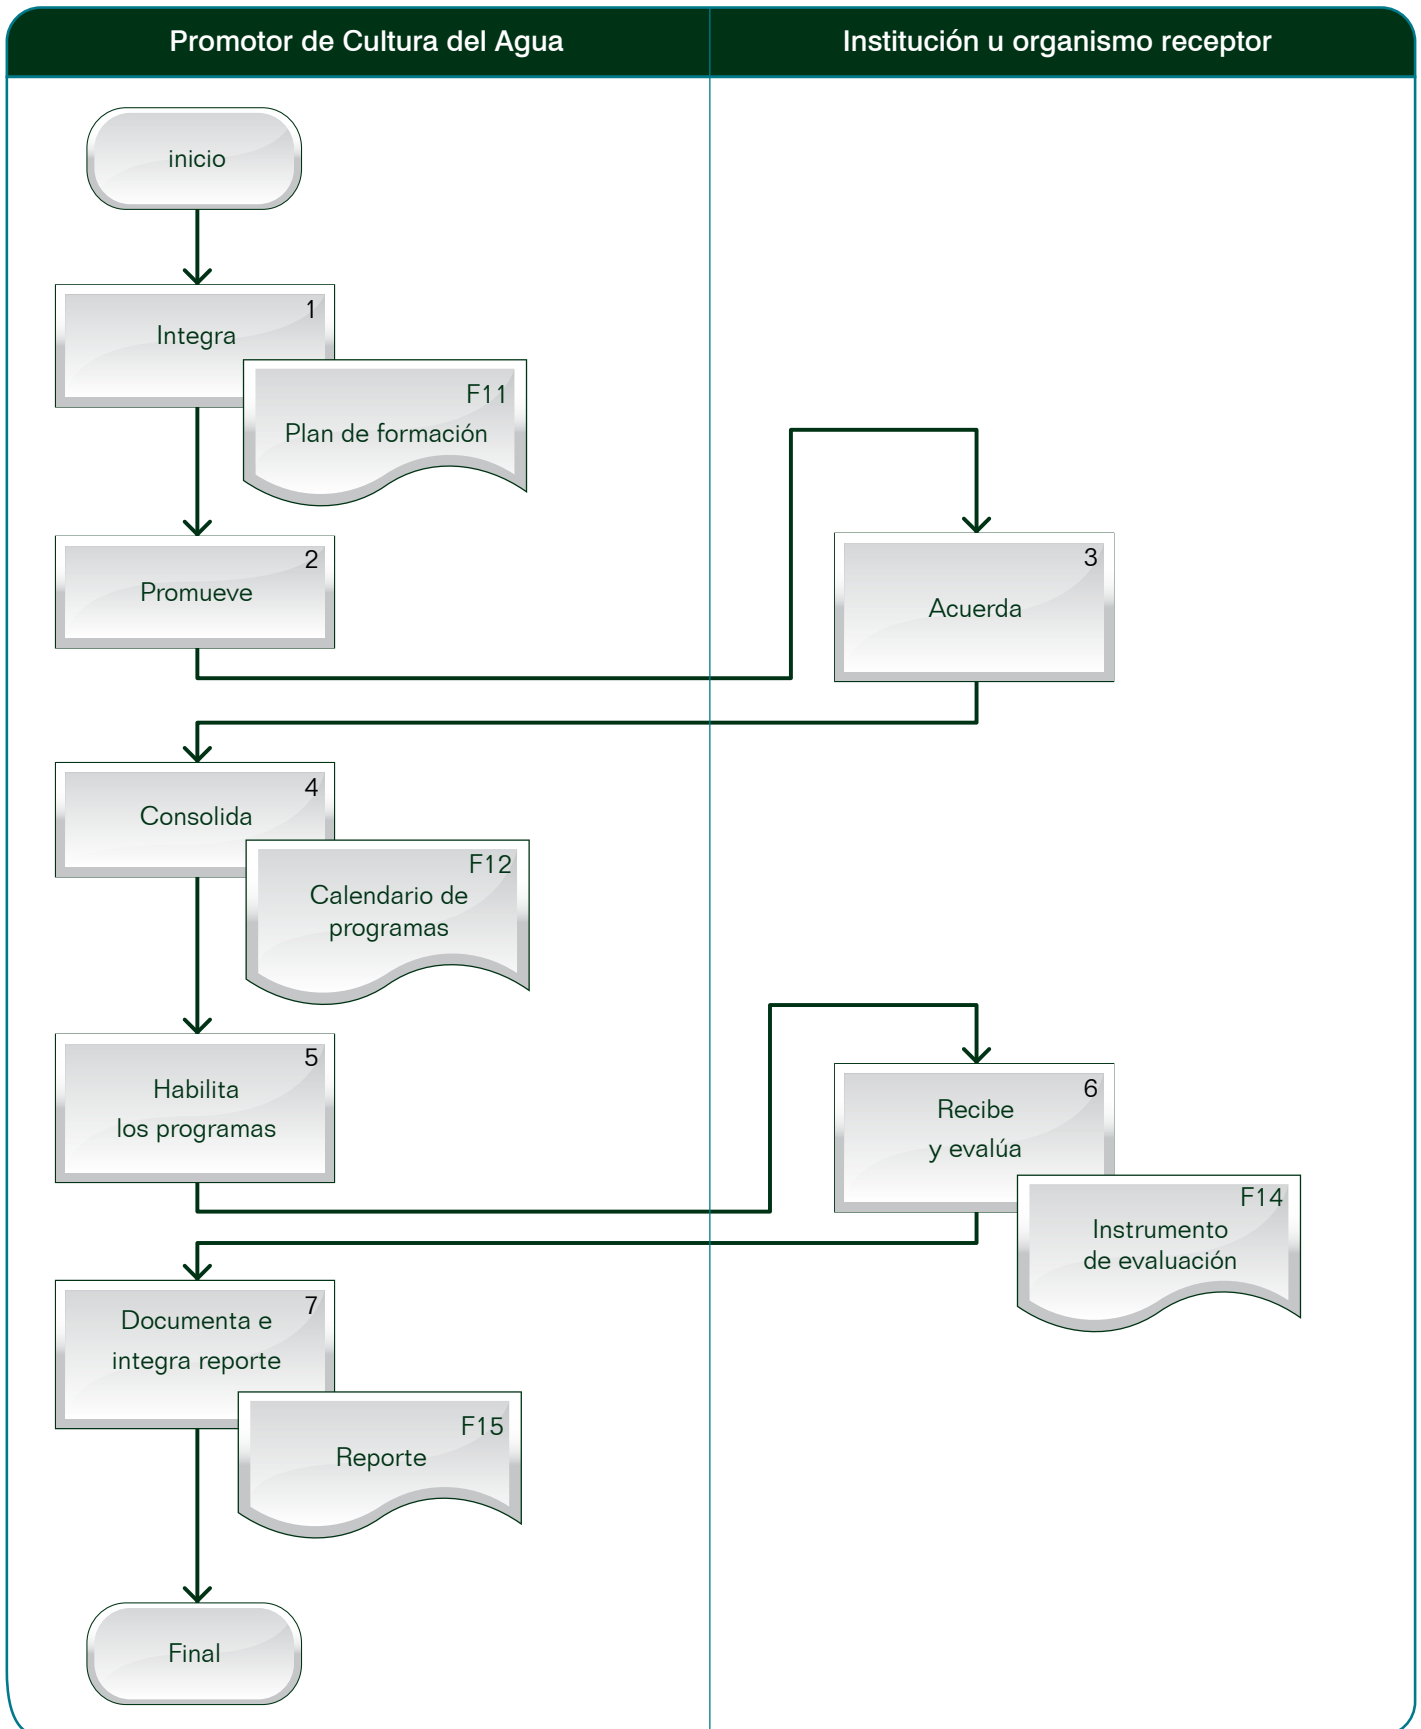 Promotor de Cultura del Agua
Institución u organismo receptor
inicio
1
Integra
F11
Plan de formación
2
Promueve
3
Acuerda
4
Consolida
F12
Calendario de
programas
5
Habilita
los programas
6
Recibe
y evalúa
F14
Instrumento
de evaluación
7
Documenta e
integra reporte
F15
Reporte
Final